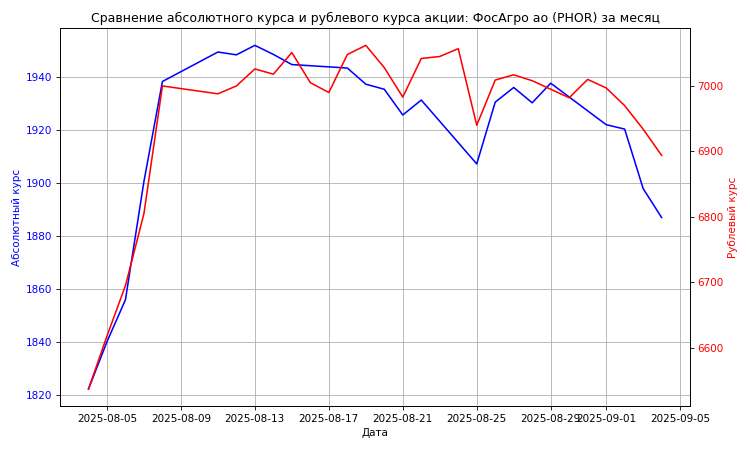 Сравнение абсолютного курса и рублевого курса акции: ФосАгро ао (PHOR) за месяц
Абсолютный курс
1940
1920
1900
1880
1860
1840
1820
7000
6900
6800
6700
6600
Рублевый курс
2025-08-05 2025-08-09 2025-08-13 2025-08-17 2025-08-21 2025-08-25 2025-08-29 2025-09-01 2025-09-05
Дата